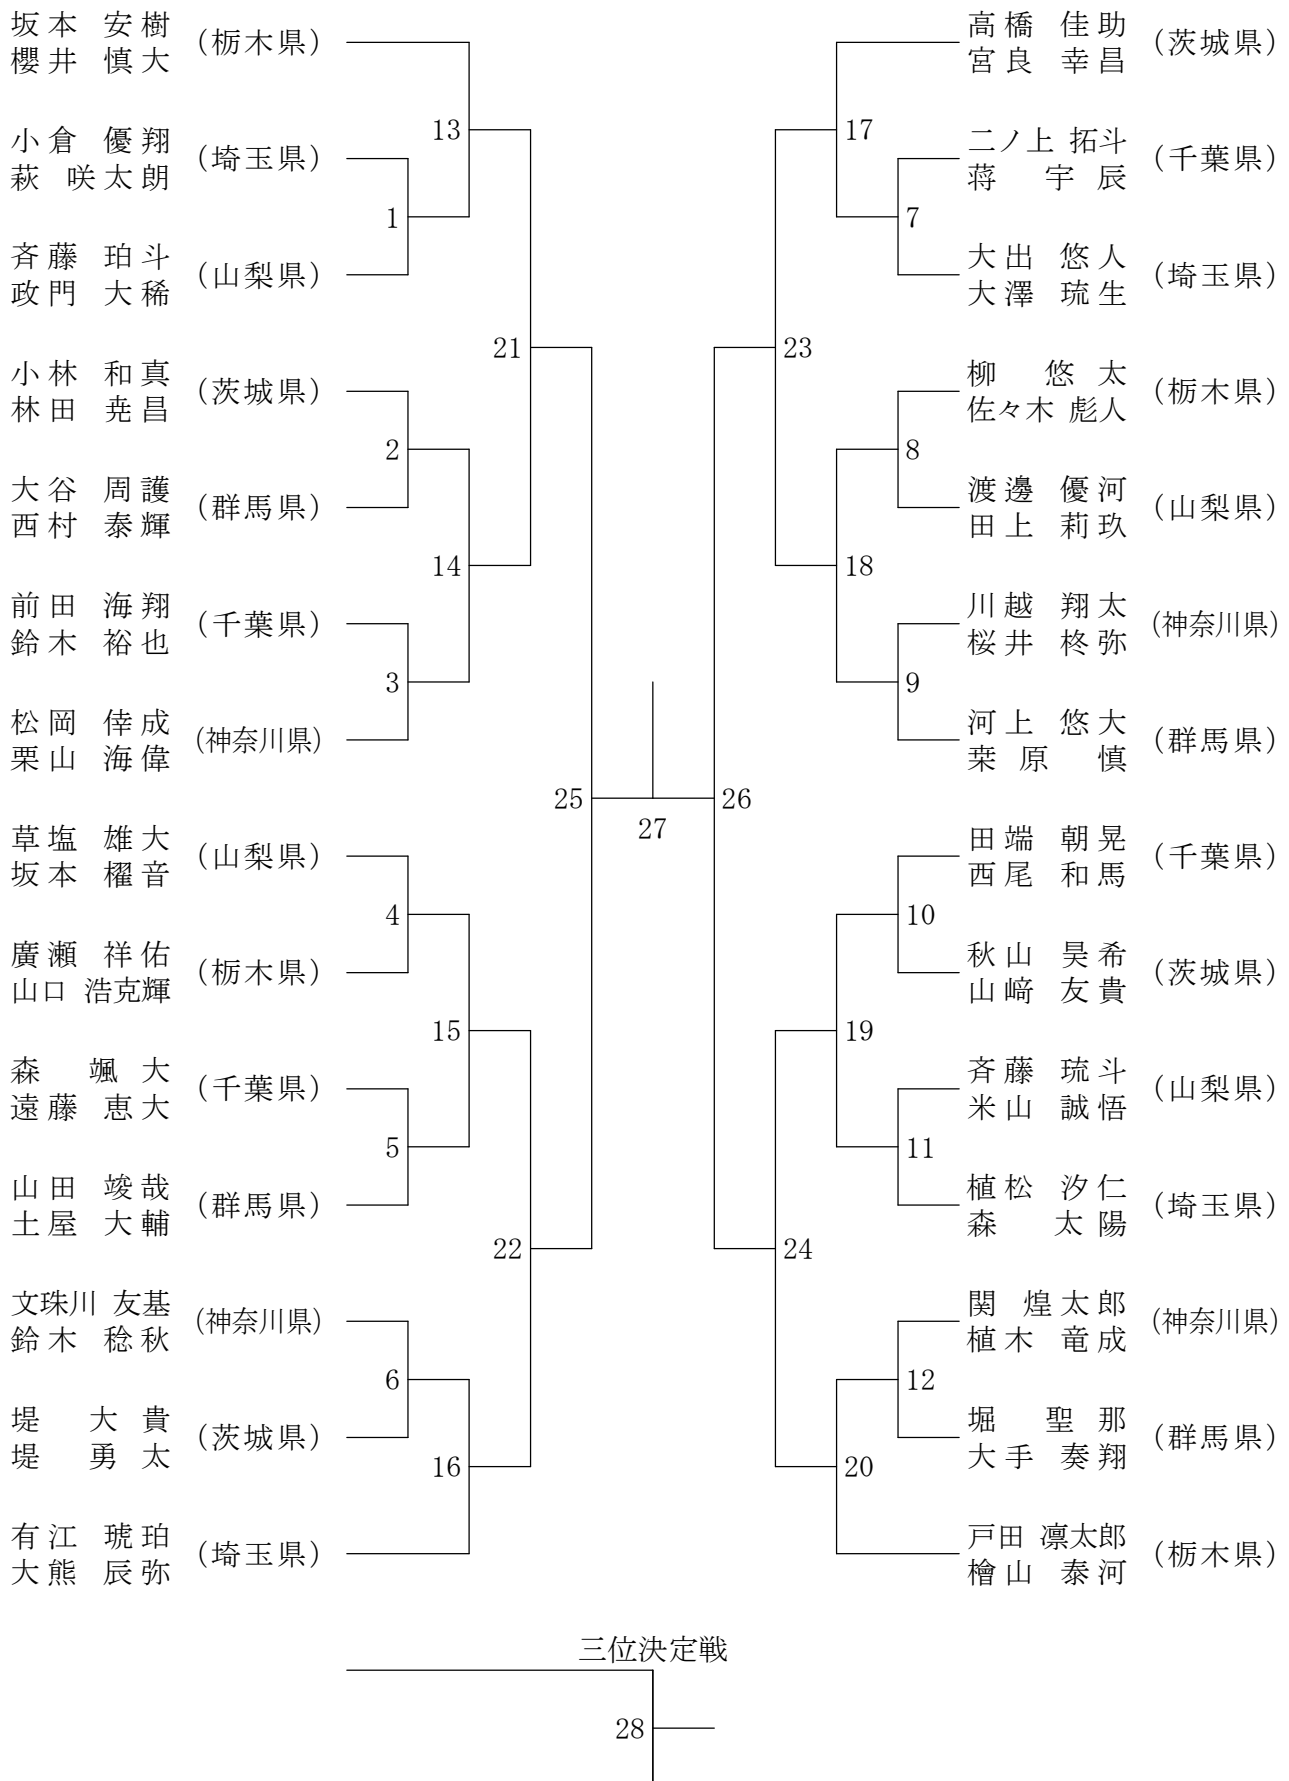 坂本 安樹
櫻井 慎大
(栃木県)
小倉 優翔
萩 咲太朗
(埼玉県)
斉藤 珀斗
政門 大稀
(山梨県)
小林 和真
林田 尭昌
(茨城県)
大谷 周護
西村 泰輝
(群馬県)
前田 海翔
鈴木 裕也
(千葉県)
松岡 倖成
栗山 海偉
(神奈川県)
草塩 雄大
坂本 櫂音
(山梨県)
廣瀬 祥佑
山口 浩克輝
(栃木県)
森 颯大
遠藤 恵大
(千葉県)
山田 竣哉
土屋 大輔
(群馬県)
文珠川 友基
鈴木 稔秋
(神奈川県)
堤 大貴
堤 勇太
(茨城県)
有江 琥珀
大熊 辰弥
(埼玉県)
1
2
3
4
5
6
13
14
15
16
21
22
25
27
26
23
24
17
18
19
20
7
8
9
10
11
12
高橋 佳助
宮良 幸昌
(茨城県)
二ノ上 拓斗
蒋 宇辰
(千葉県)
大出 悠人
大澤 琉生
(埼玉県)
柳 悠太
佐々木 彪人
(栃木県)
渡邊 優河
田上 莉玖
(山梨県)
川越 翔太
桜井 柊弥
(神奈川県)
河上 悠大
桒原 慎
(群馬県)
田端 朝晃
西尾 和馬
(千葉県)
秋山 昊希
山﨑 友貴
(茨城県)
斉藤 琉斗
米山 誠悟
(山梨県)
植松 汐仁
森 太陽
(埼玉県)
関 煌太郎
植木 竜成
(神奈川県)
堀 聖那
大手 奏翔
(群馬県)
戸田 凛太郎
檜山 泰河
(栃木県)
三位決定戦
28